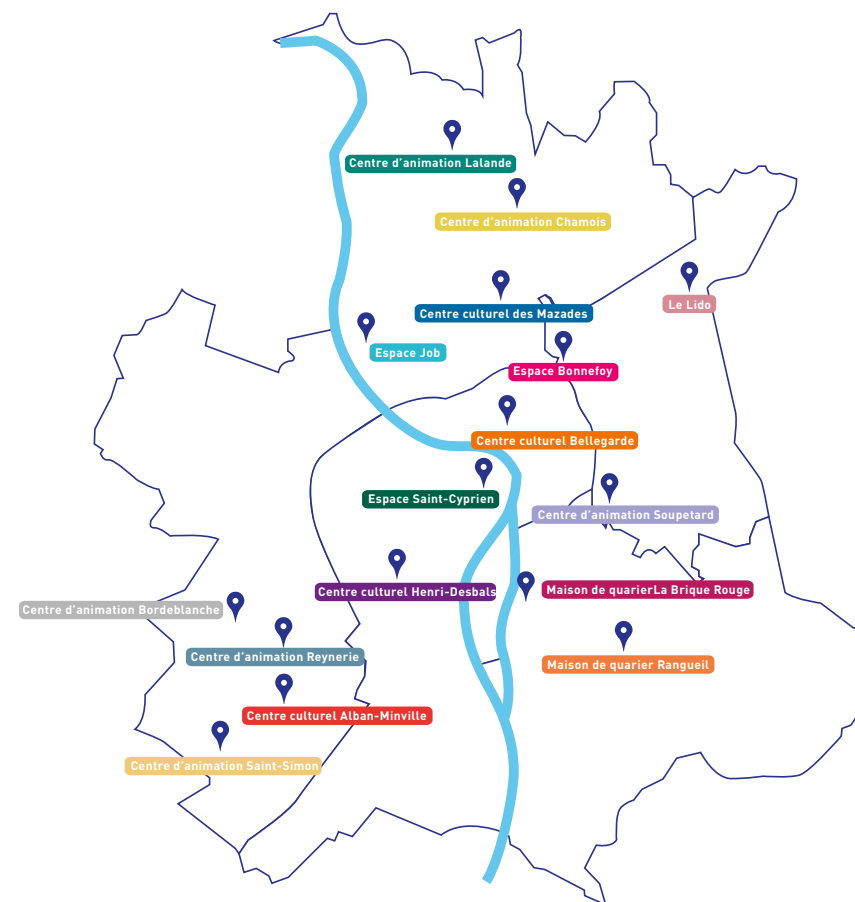 Centre d'animation Lalande
Centre d'animation Chamois
Le Lido
Centre culturel des Mazades
Espace Job
Espace Bonnefoy
Centre culturel Bellegarde
Espace Saint-Cyprien
Centre d'animation Soupetard
Centre culturel Henri-Desbals
Maison de quarierLa Brique Rouge
Centre d'animation Bordeblanche
Centre d'animation Reynerie
Maison de quarier Rangueil
Centre culturel Alban-Minville
Centre d'animation Saint-Simon